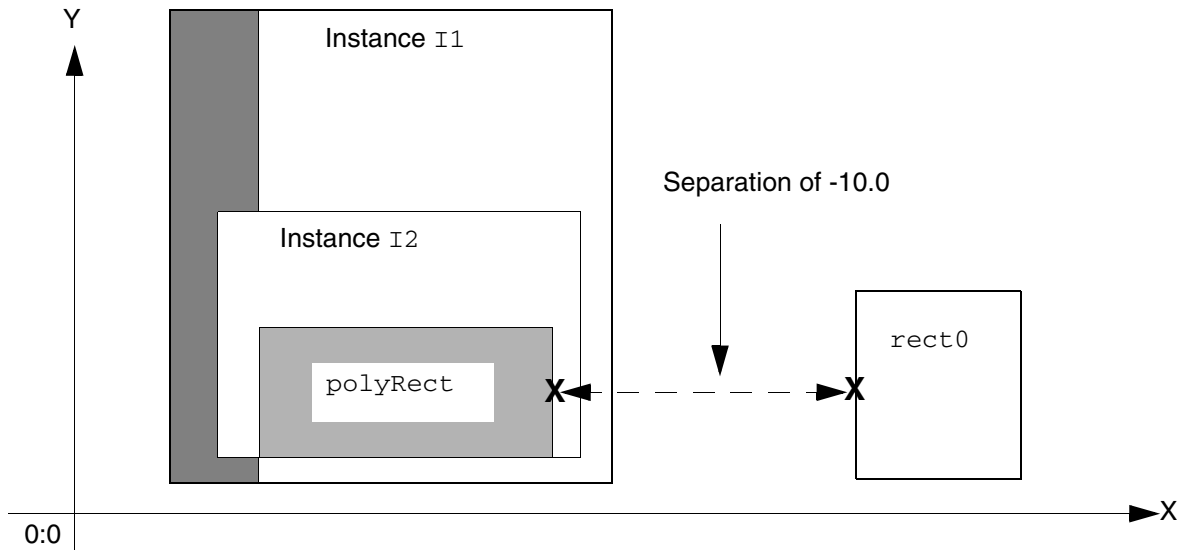 Y
Instance I1
Separation of -10.0
Instance I2
rect0
polyRect
X
X
X
0:0